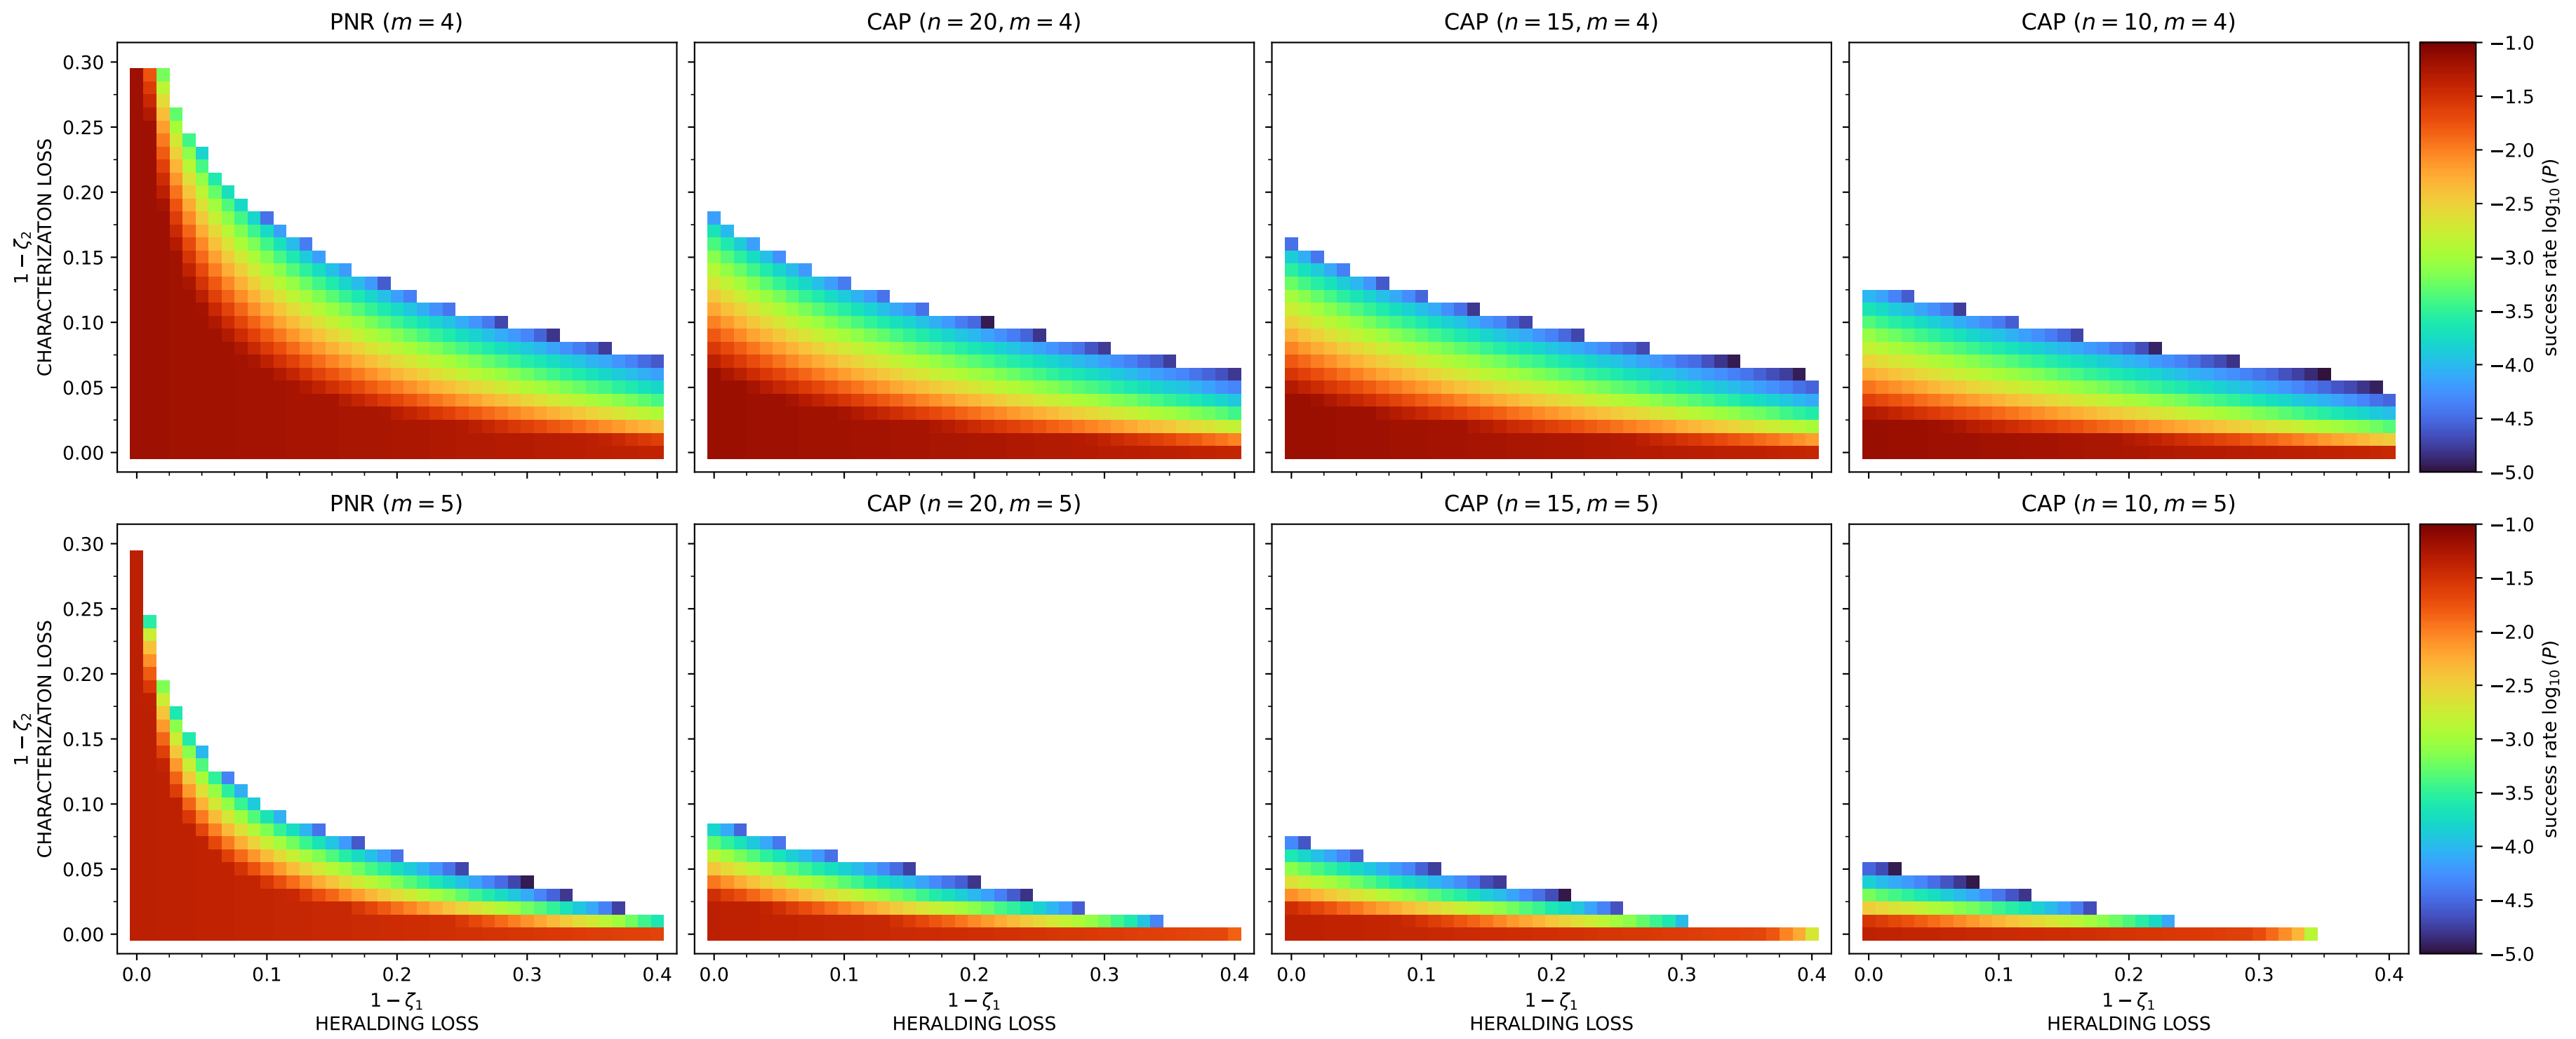 PNR (m = 4)
CAP (n = 20, m = 4)
CAP (n = 15, m = 4)
CAP (n = 10, m = 4)
1 − ζ₂
CHARACTERIZATON LOSS
0.30
0.25
0.20
0.15
0.10
0.05
0.00
−1.0
−1.5
−2.0
−2.5
−3.0
−3.5
−4.0
−4.5
−5.0
success rate log₁₀(P)
PNR (m = 5)
CAP (n = 20, m = 5)
CAP (n = 15, m = 5)
CAP (n = 10, m = 5)
1 − ζ₂
CHARACTERIZATON LOSS
0.30
0.25
0.20
0.15
0.10
0.05
0.00
−1.0
−1.5
−2.0
−2.5
−3.0
−3.5
−4.0
−4.5
−5.0
success rate log₁₀(P)
0.0 0.1 0.2 0.3 0.4
1 − ζ₁
HERALDING LOSS
0.0 0.1 0.2 0.3 0.4
1 − ζ₁
HERALDING LOSS
0.0 0.1 0.2 0.3 0.4
1 − ζ₁
HERALDING LOSS
0.0 0.1 0.2 0.3 0.4
1 − ζ₁
HERALDING LOSS